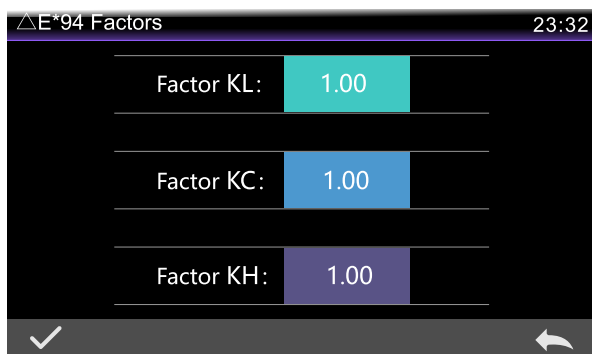 △E*94 Factors 23:32
Factor KL: 1.00
Factor KC: 1.00
Factor KH: 1.00